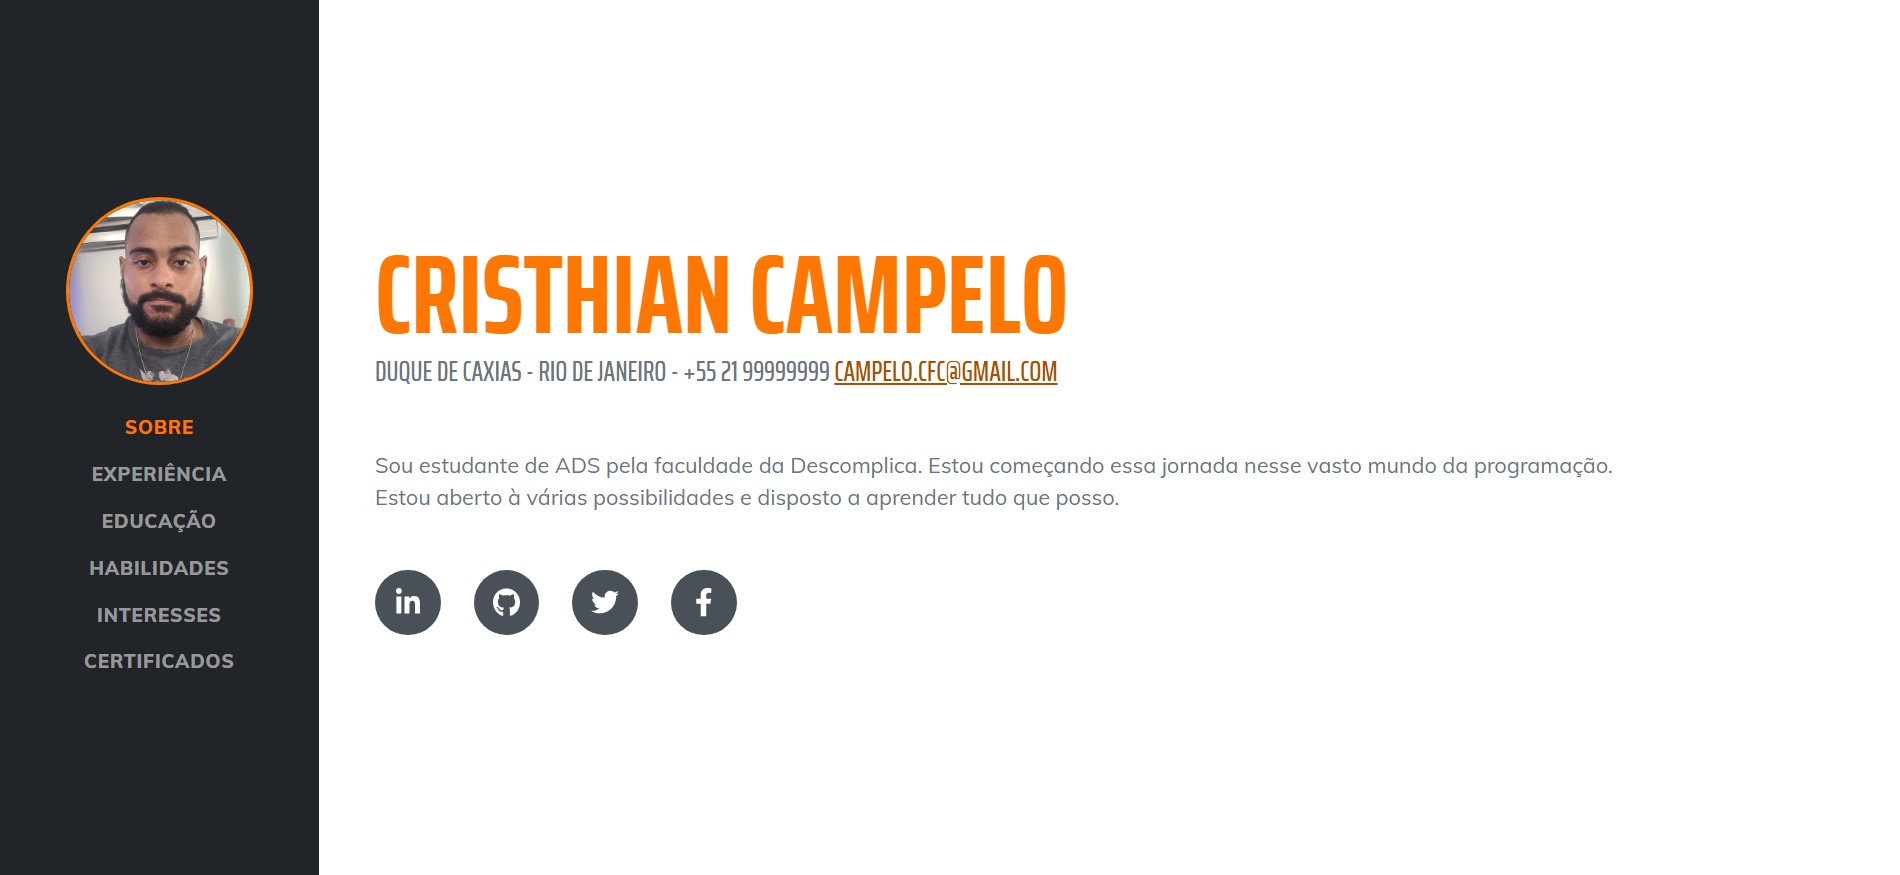 SOBRE
EXPERIÊNCIA
EDUCAÇÃO
HABILIDADES
INTERESSES
CERTIFICADOS
CRISTHIAN CAMPELO
DUQUE DE CAXIAS - RIO DE JANEIRO - +55 21 99999999 CAMPELO.CFC@GMAIL.COM
Sou estudante de ADS pela faculdade da Descomplica. Estou começando essa jornada nesse vasto mundo da programação.
Estou aberto à várias possibilidades e disposto a aprender tudo que posso.
in